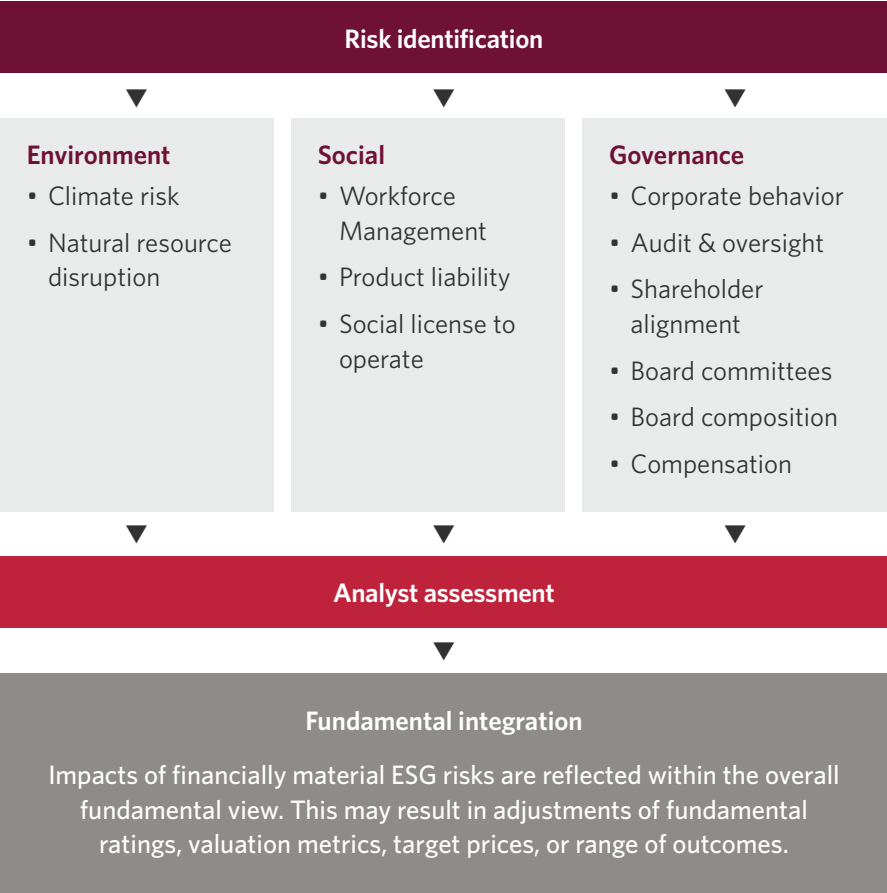 Risk identification
Environment
• Climate risk
• Natural resource
disruption
Social
• Workforce
Management
• Product liability
• Social license to
operate
Governance
• Corporate behavior
• Audit & oversight
• Shareholder
alignment
• Board committees
• Board composition
• Compensation
Analyst assessment
Fundamental integration
Impacts of financially material ESG risks are reflected within the overall
fundamental view. This may result in adjustments of fundamental
ratings, valuation metrics, target prices, or range of outcomes.